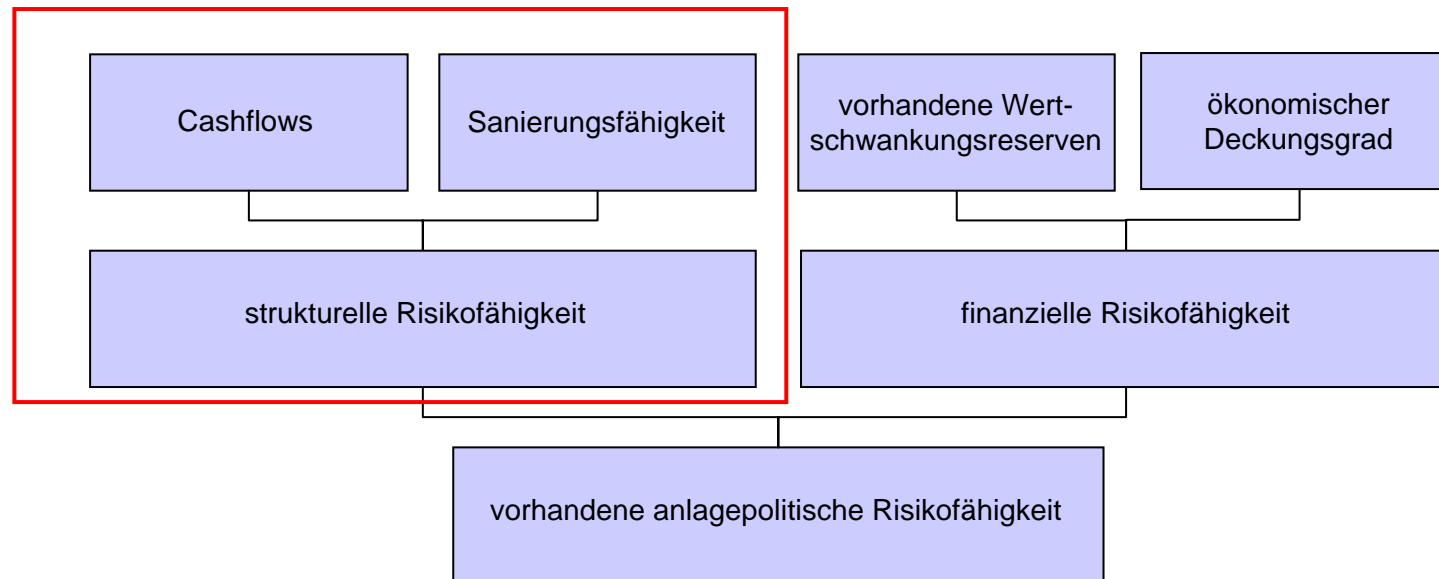 Cashflows
Sanierungsfähigkeit
vorhandene Wert-
schwankungsreserven
ökonomischer
Deckungsgrad
strukturelle Risikofähigkeit
finanzielle Risikofähigkeit
vorhandene anlagepolitische Risikofähigkeit